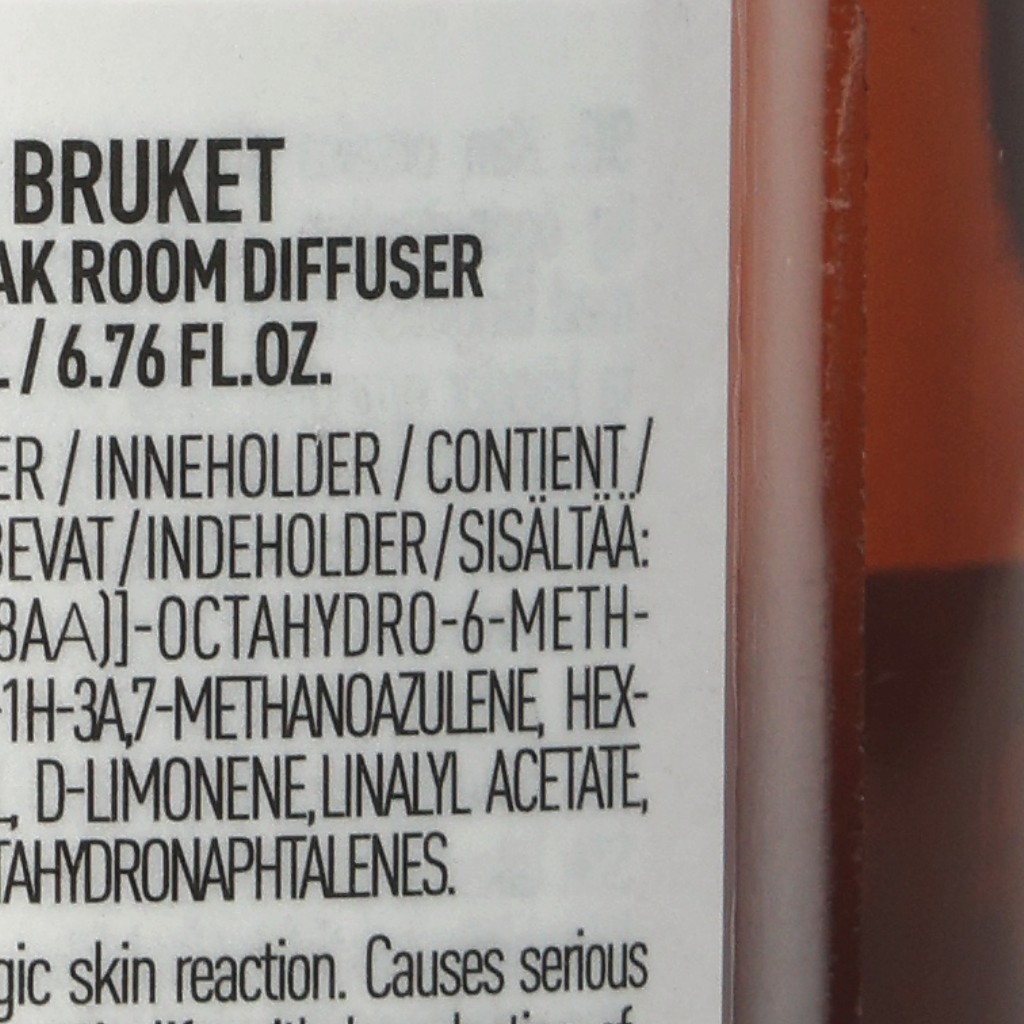 BRUKET
AK ROOM DIFFUSER
. / 6.76 FL.OZ.
ER / INNEHOLDER / CONTIENT /
BEVAT / INDEHOLDER / SISÄLTÄÄ:
8AA)]-OCTAHYDRO-6-METH-
-1H-3A,7-METHANOAZULENE, HEX-
L, D-LIMONENE, LINALYL ACETATE,
TAHYDRONAPHTALENES.
gic skin reaction. Causes serious